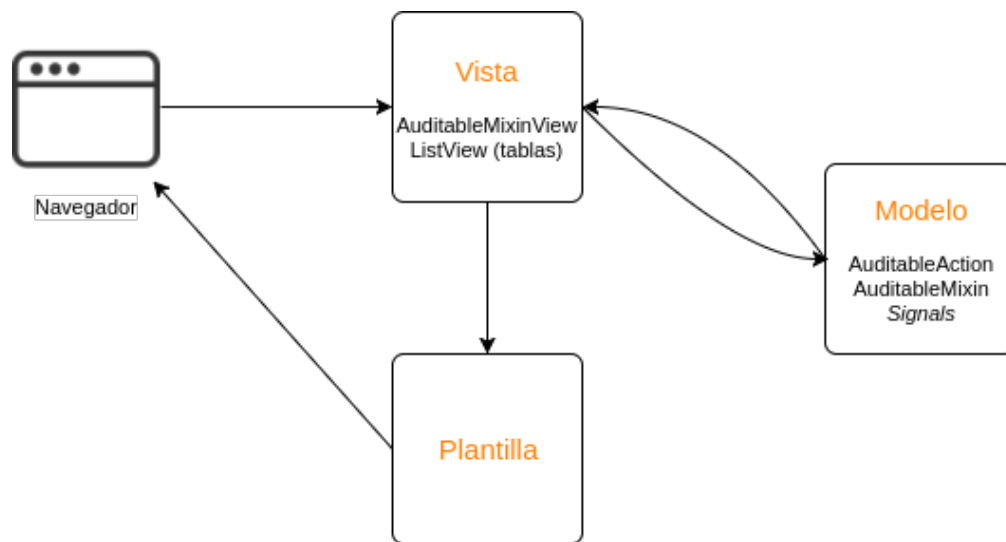 Vista
AuditableMixinView
ListView (tablas)
Navegador
Modelo
AuditableAction
AuditableMixin
Signals
Plantilla